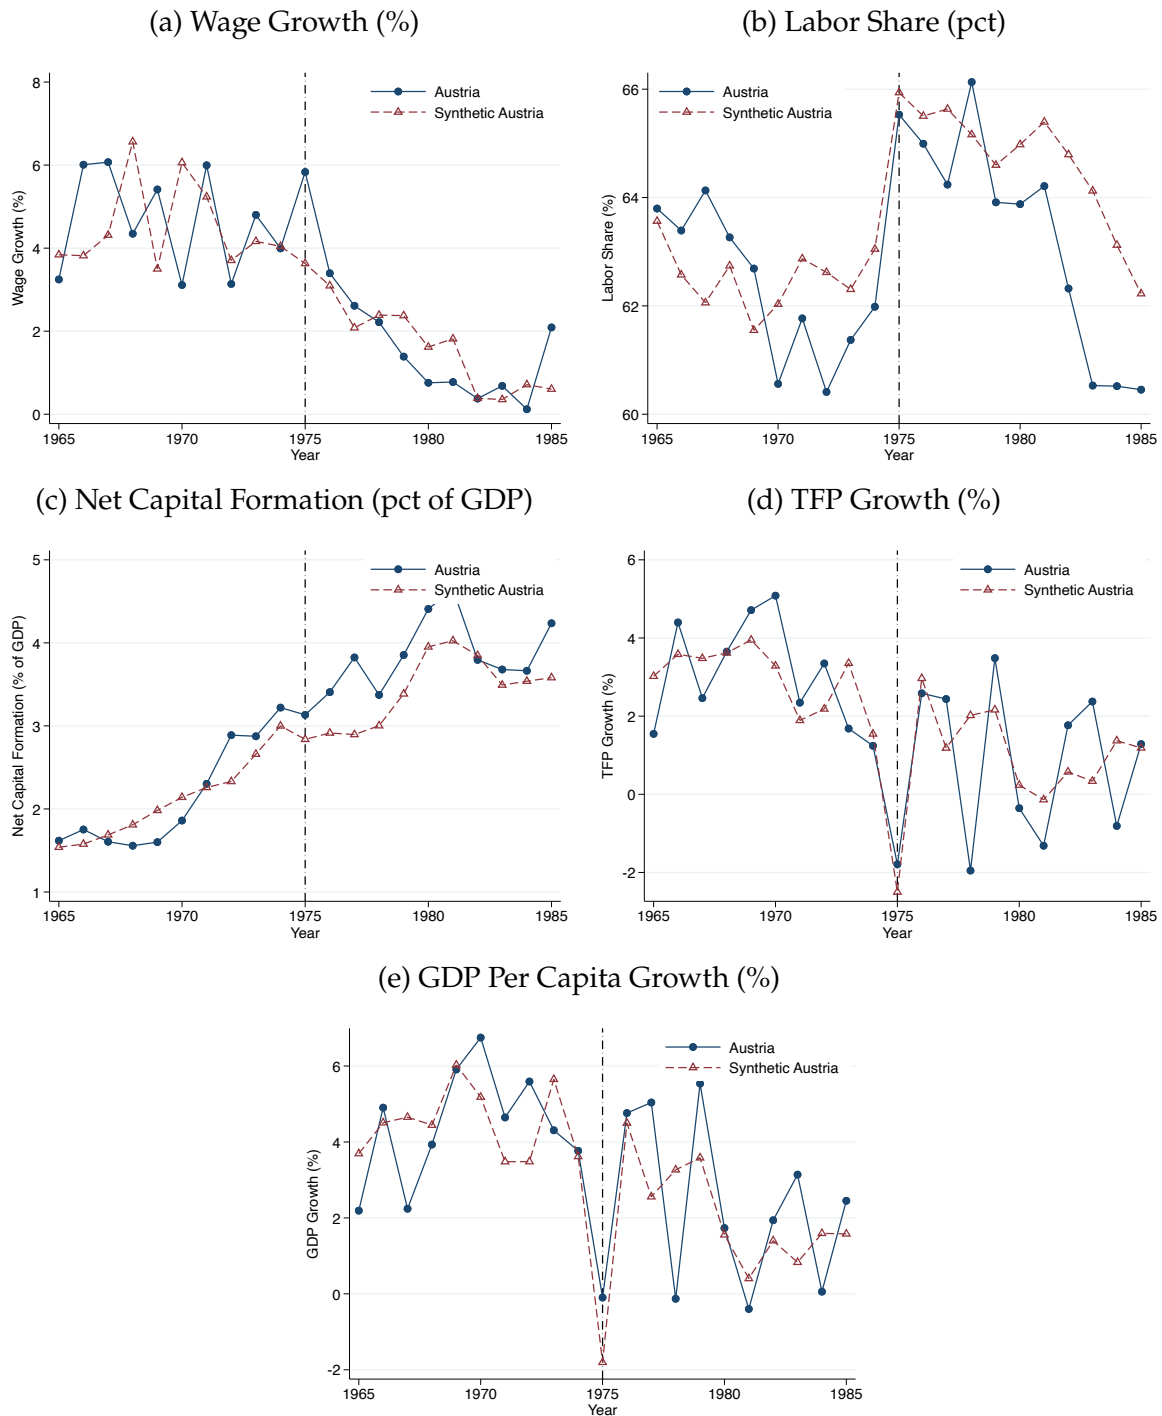 (a) Wage Growth (%)
Wage Growth (%)
8
6
4
2
0
Austria
Synthetic Austria
1965 1970 1975 1980 1985
Year
(b) Labor Share (pct)
Labor Share (%)
66
64
62
60
Austria
Synthetic Austria
1965 1970 1975 1980 1985
Year
(c) Net Capital Formation (pct of GDP)
Net Capital Formation (% of GDP)
5
4
3
2
1
Austria
Synthetic Austria
1965 1970 1975 1980 1985
Year
(d) TFP Growth (%)
TFP Growth (%)
6
4
2
0
-2
Austria
Synthetic Austria
1965 1970 1975 1980 1985
Year
(e) GDP Per Capita Growth (%)
GDP Growth (%)
6
4
2
0
-2
Austria
Synthetic Austria
1965 1970 1975 1980 1985
Year